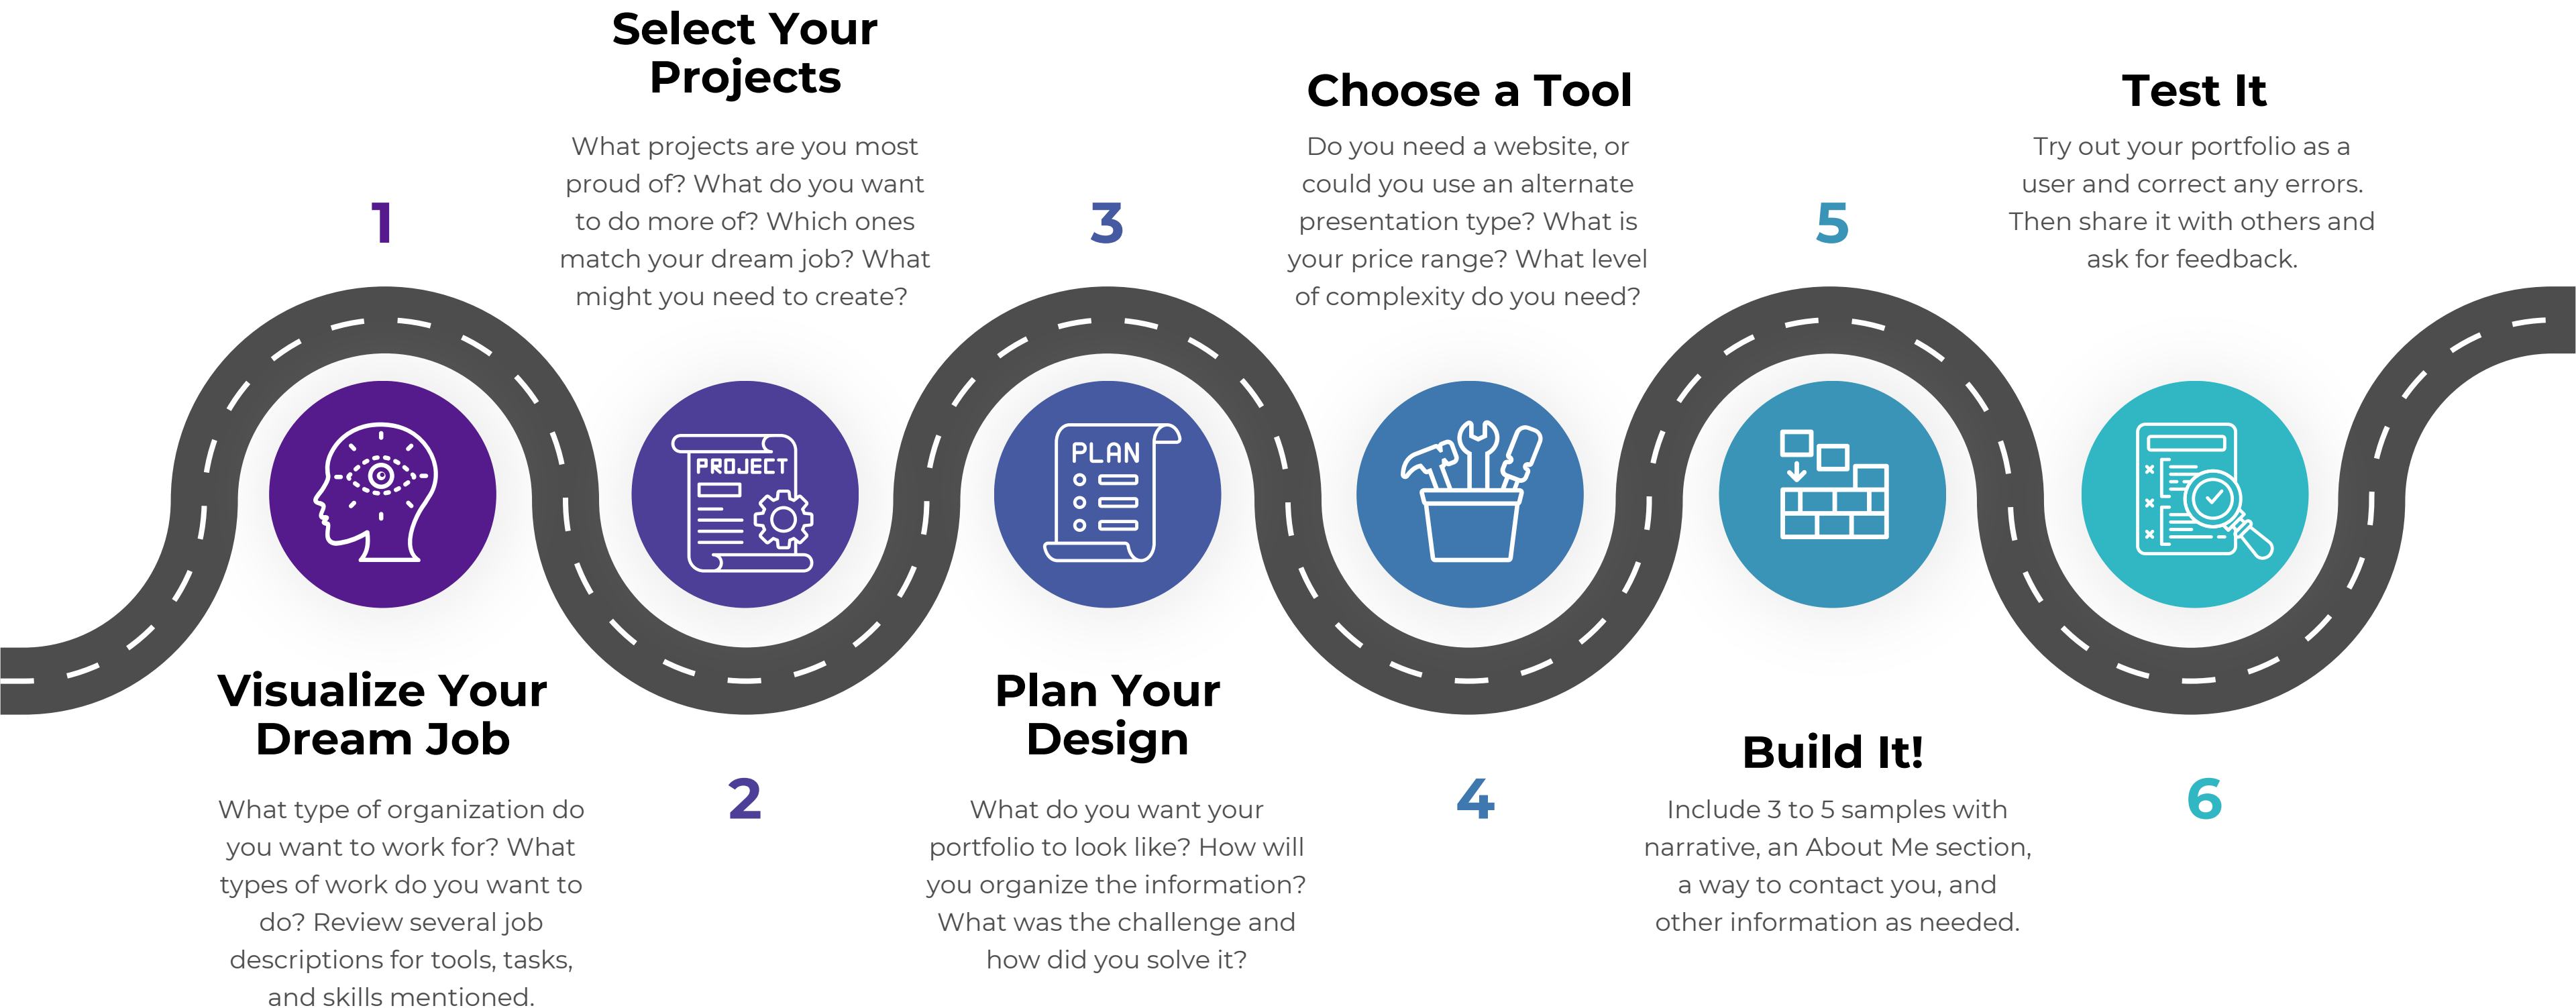 1
Visualize Your
Dream Job
What type of organization do
you want to work for? What
types of work do you want to
do? Review several job
descriptions for tools, tasks,
and skills mentioned.
Select Your
Projects
What projects are you most
proud of? What do you want
to do more of? Which ones
match your dream job? What
might you need to create?
PROJECT
2
3
PLAN
Plan Your
Design
What do you want your
portfolio to look like? How will
you organize the information?
What was the challenge and
how did you solve it?
Choose a Tool
Do you need a website, or
could you use an alternate
presentation type? What is
your price range? What level
of complexity do you need?
4
5
Build It!
Include 3 to 5 samples with
narrative, an About Me section,
a way to contact you, and
other information as needed.
Test It
Try out your portfolio as a
user and correct any errors.
Then share it with others and
ask for feedback.
6